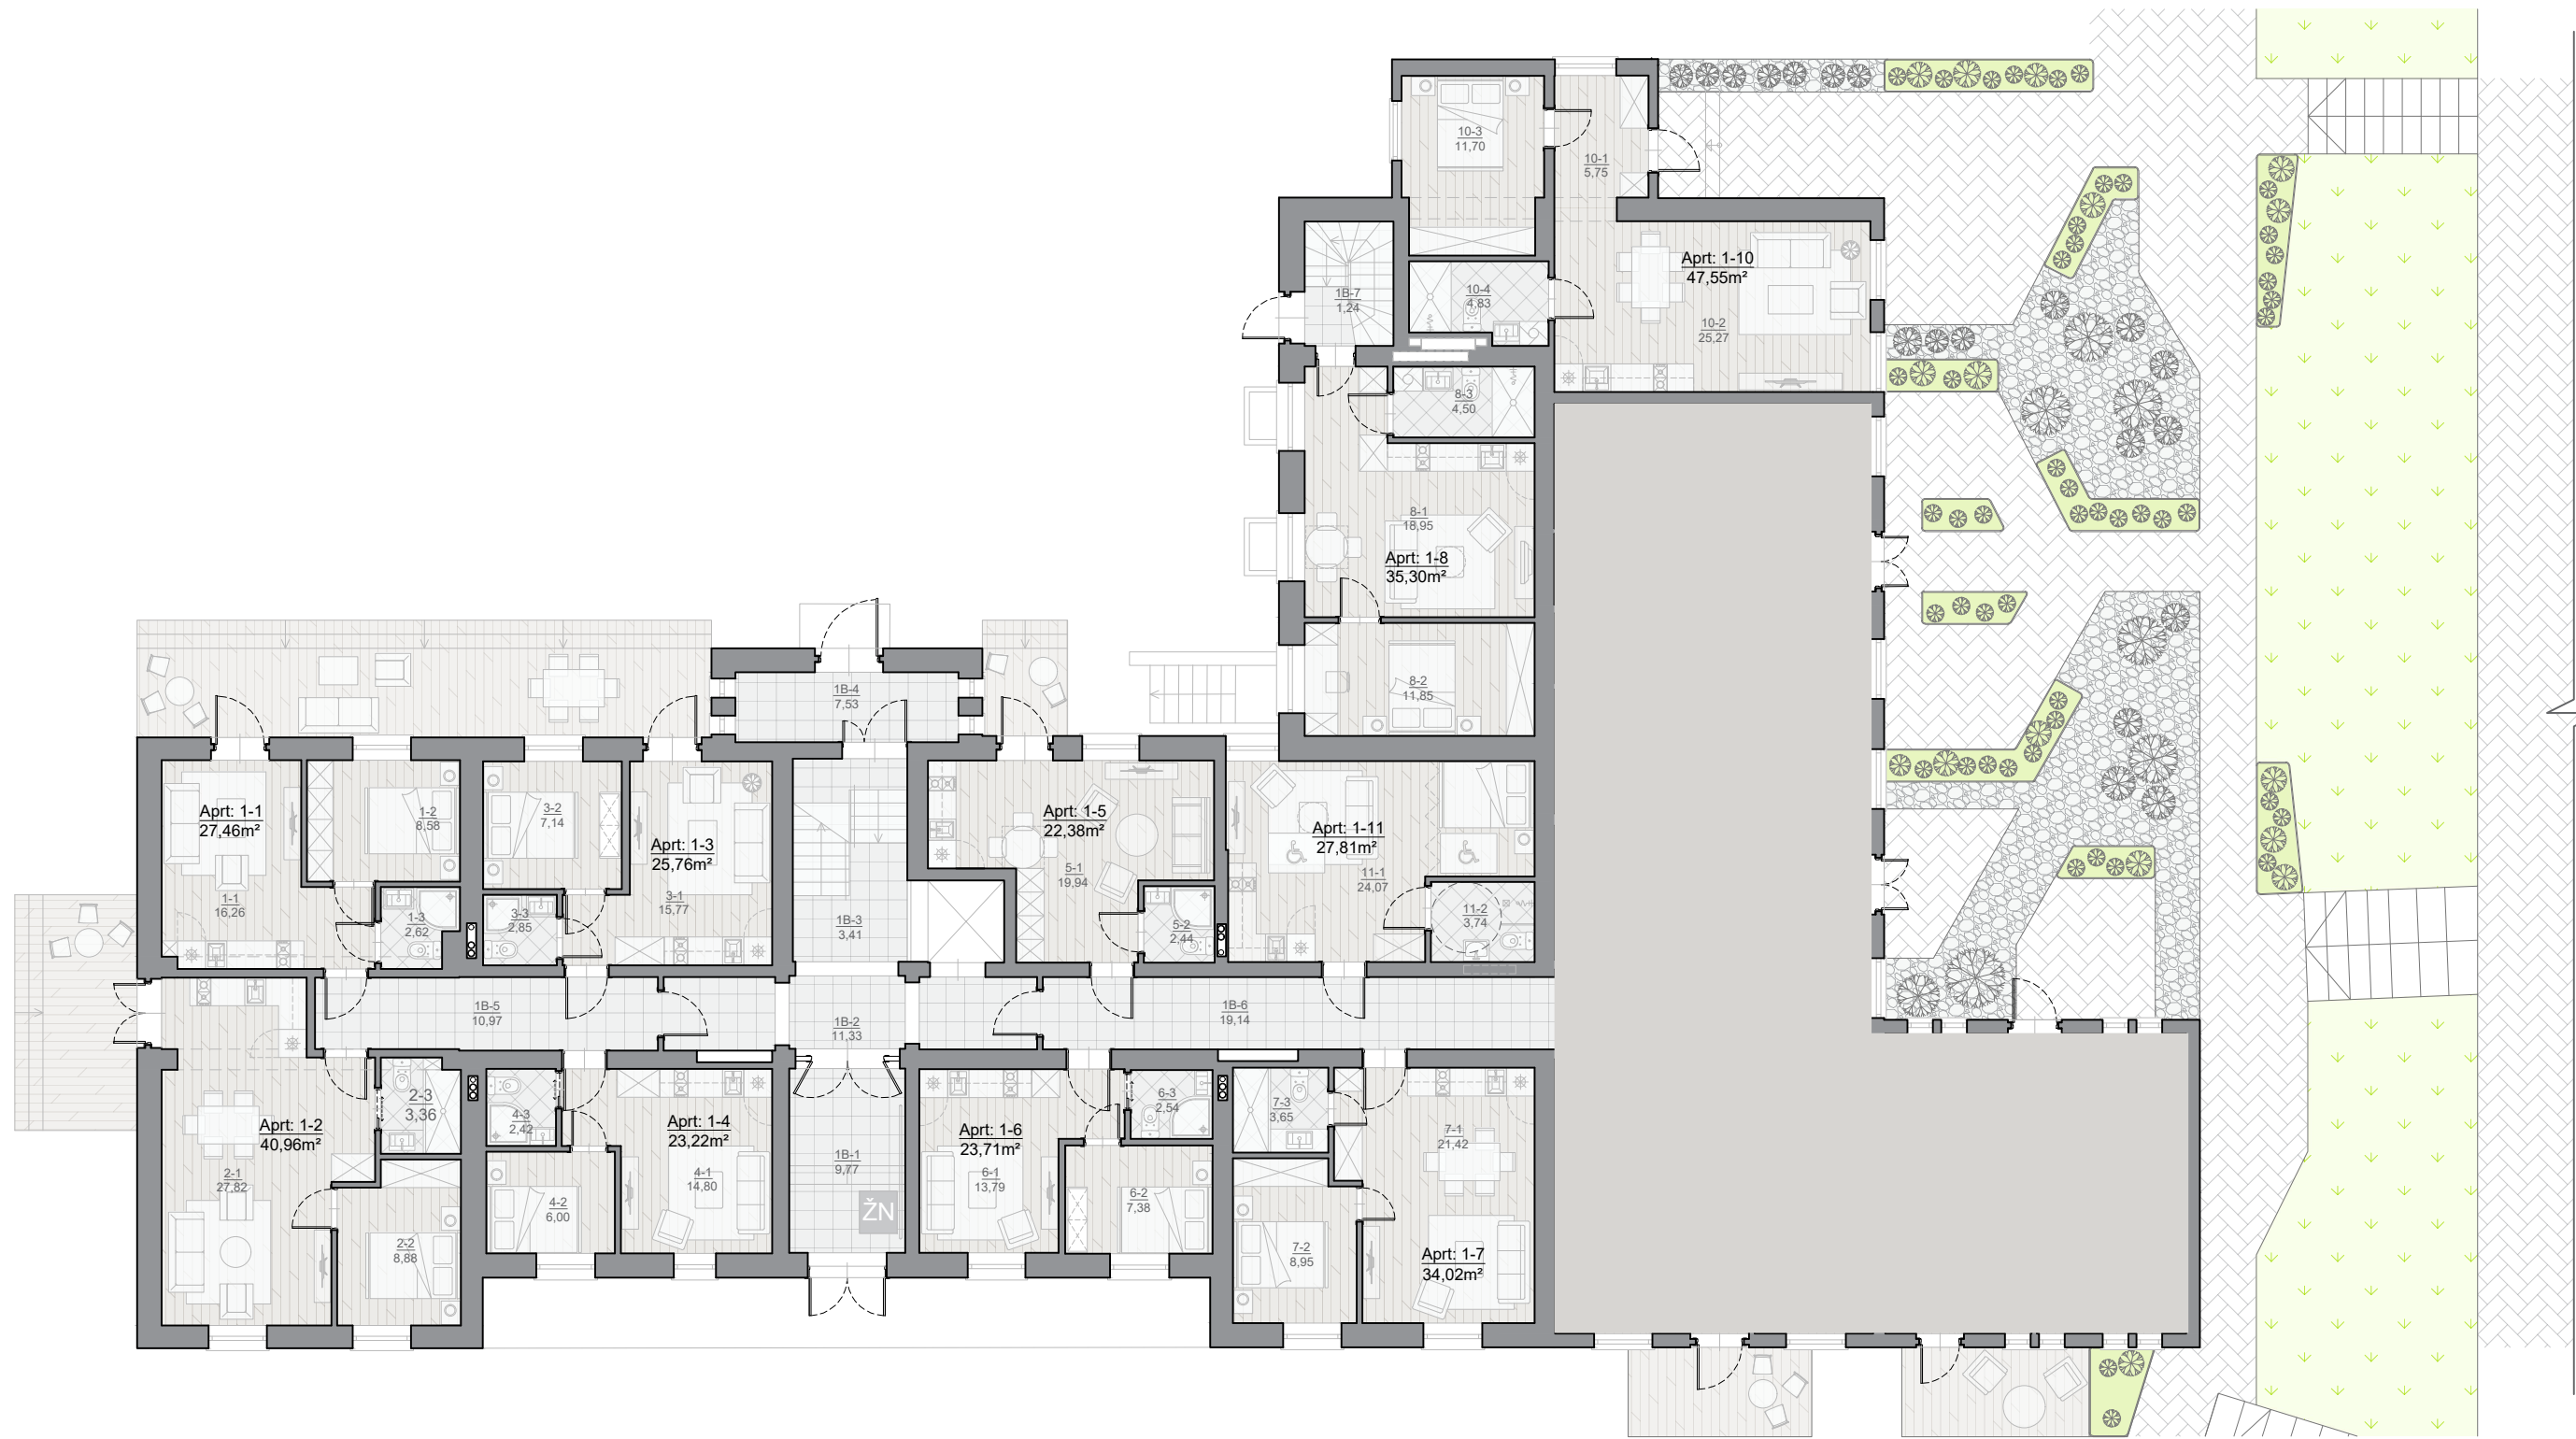 10-3
11,70
10-1
5,75
Aprt: 1-10
47,55m²
10-4
4,83
1B-7
1,24
10-2
25,27
8-3
4,50
8-1
18,95
Aprt: 1-8
35,30m²
8-2
11,85
1B-4
7,53
Aprt: 1-1
27,46m²
1-2
8,58
3-2
7,14
Aprt: 1-3
25,76m²
Aprt: 1-5
22,38m²
Aprt: 1-11
27,81m²
5-1
19,94
11-1
24,07
1-1
16,26
1-3
2,62
3-3
2,85
3-1
15,77
1B-3
3,41
5-2
2,44
11-2
3,74
1B-5
10,97
1B-2
11,33
1B-6
19,14
2-3
3,36
4-3
2,42
Aprt: 1-4
23,22m²
6-3
2,54
7-3
3,65
Aprt: 1-2
40,96m²
Aprt: 1-6
23,71m²
7-1
21,42
2-1
27,82
4-1
14,80
1B-1
9,77
6-1
13,79
4-2
6,00
6-2
7,38
ŽN
2-2
8,88
7-2
8,95
Aprt: 1-7
34,02m²